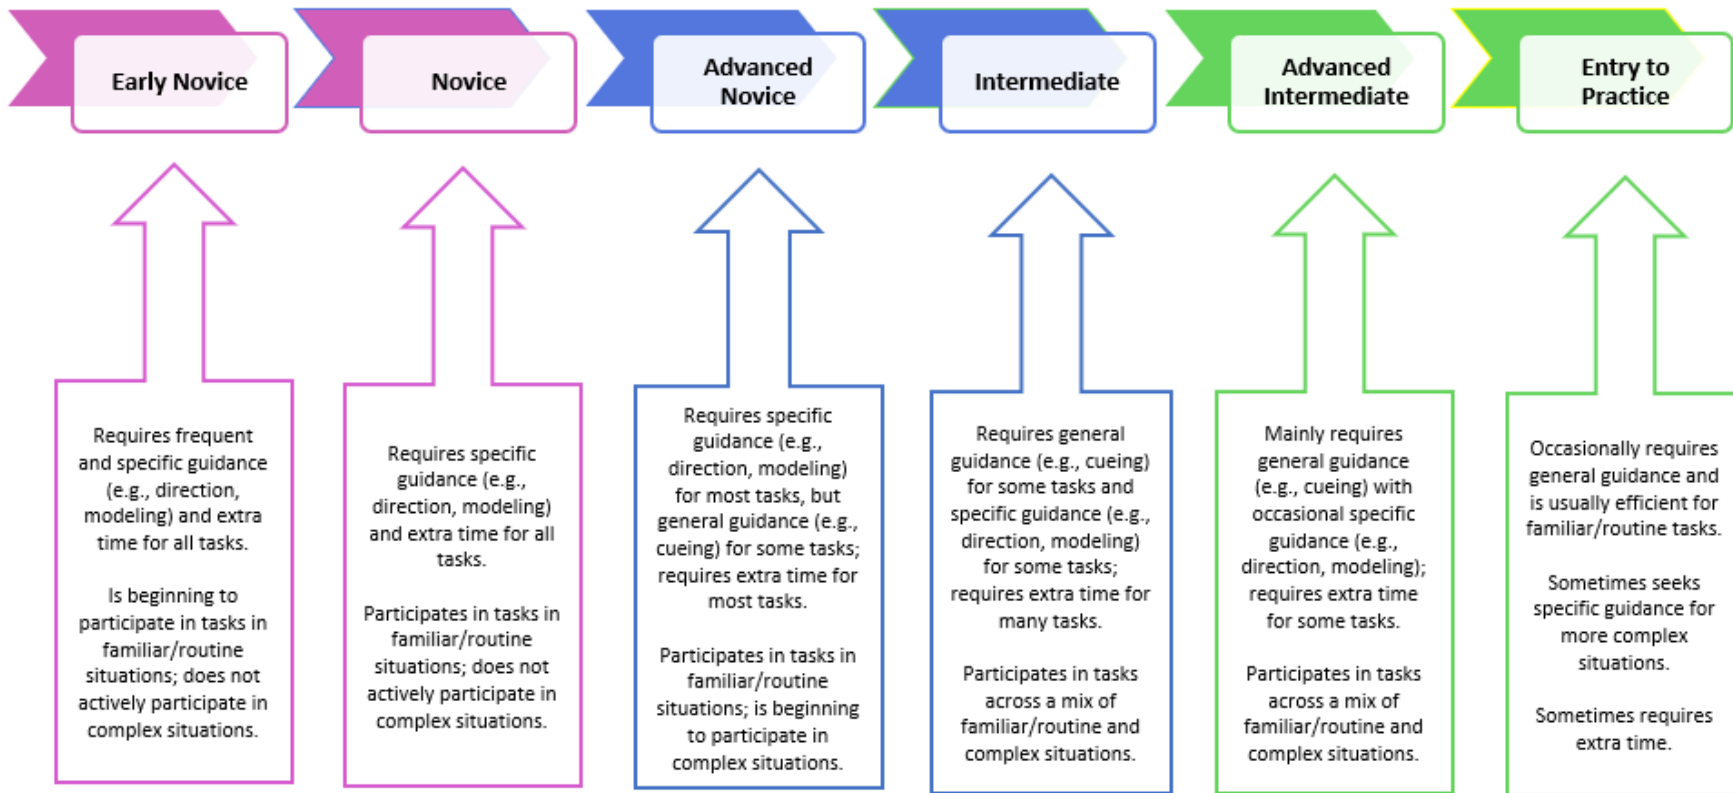 Early Novice
Novice
Advanced
Novice
Intermediate
Advanced
Intermediate
Entry to
Practice
Requires frequent
and specific guidance
(e.g., direction,
modeling) and extra
time for all tasks.
Is beginning to
participate in tasks in
familiar/routine
situations; does not
actively participate in
complex situations.
Requires specific
guidance (e.g.,
direction, modeling)
and extra time for all
tasks.
Participates in tasks in
familiar/routine
situations; does not
actively participate in
complex situations.
Requires specific
guidance (e.g.,
direction, modeling)
for most tasks, but
general guidance (e.g.,
cueing) for some tasks;
requires extra time for
most tasks.
Participates in tasks in
familiar/routine
situations; is beginning
to participate in
complex situations.
Requires general
guidance (e.g., cueing)
for some tasks and
specific guidance (e.g.,
direction, modeling)
for some tasks;
requires extra time for
many tasks.
Participates in tasks
across a mix of
familiar/routine and
complex situations.
Mainly requires
general guidance
(e.g., cueing) with
occasional specific
guidance (e.g.,
direction, modeling);
requires extra time
for some tasks.
Participates in tasks
across a mix of
familiar/routine and
complex situations.
Occasionally requires
general guidance and
is usually efficient for
familiar/routine tasks.
Sometimes seeks
specific guidance for
more complex
situations.
Sometimes requires
extra time.